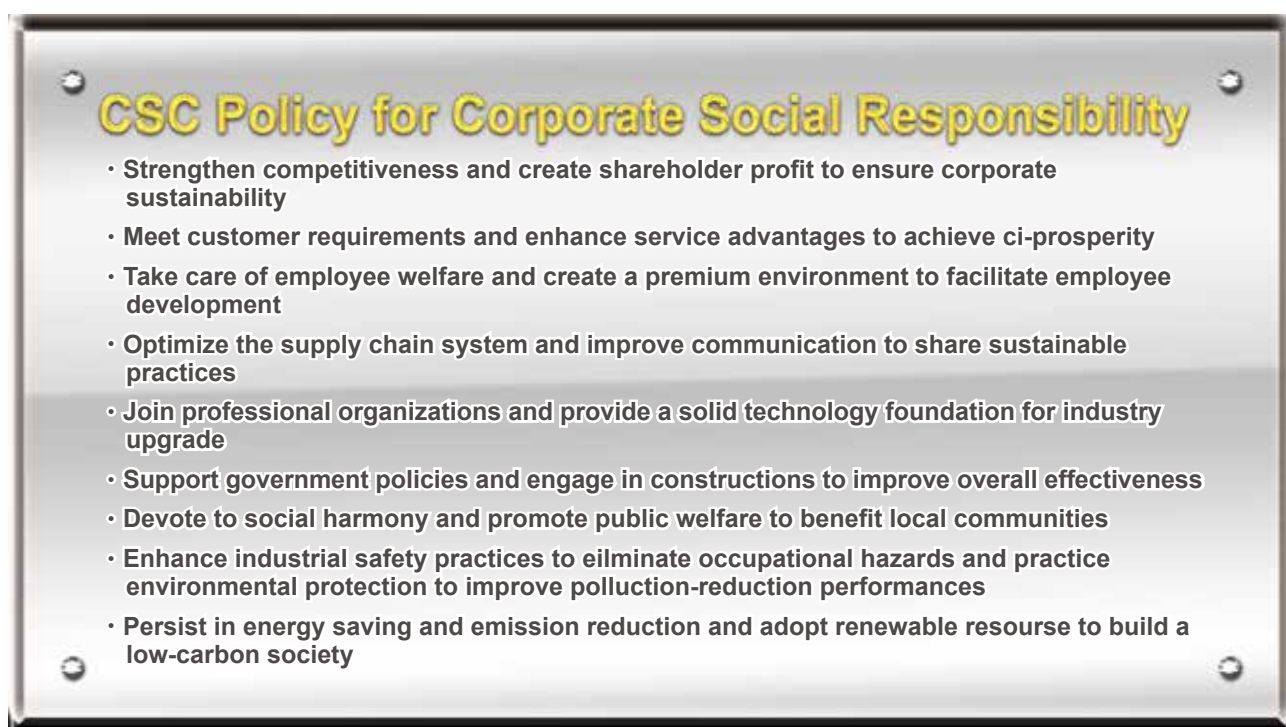 CSC Policy for Corporate Social Responsibility
· Strengthen competitiveness and create shareholder profit to ensure corporate
sustainability
· Meet customer requirements and enhance service advantages to achieve ci-prosperity
· Take care of employee welfare and create a premium environment to facilitate employee
development
· Optimize the supply chain system and improve communication to share sustainable
practices
· Join professional organizations and provide a solid technology foundation for industry
upgrade
· Support government policies and engage in constructions to improve overall effectiveness
· Devote to social harmony and promote public welfare to benefit local communities
· Enhance industrial safety practices to eilminate occupational hazards and practice
environmental protection to improve polluction-reduction performances
· Persist in energy saving and emission reduction and adopt renewable resourse to build a
low-carbon society